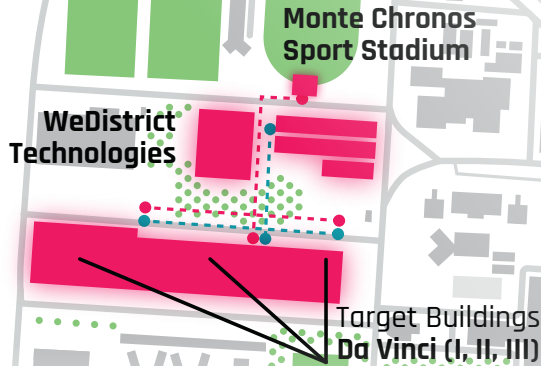 Monte Chronos
Sport Stadium
WeDistrict
Technologies
Target Buildings
Da Vinci (I, II, III)